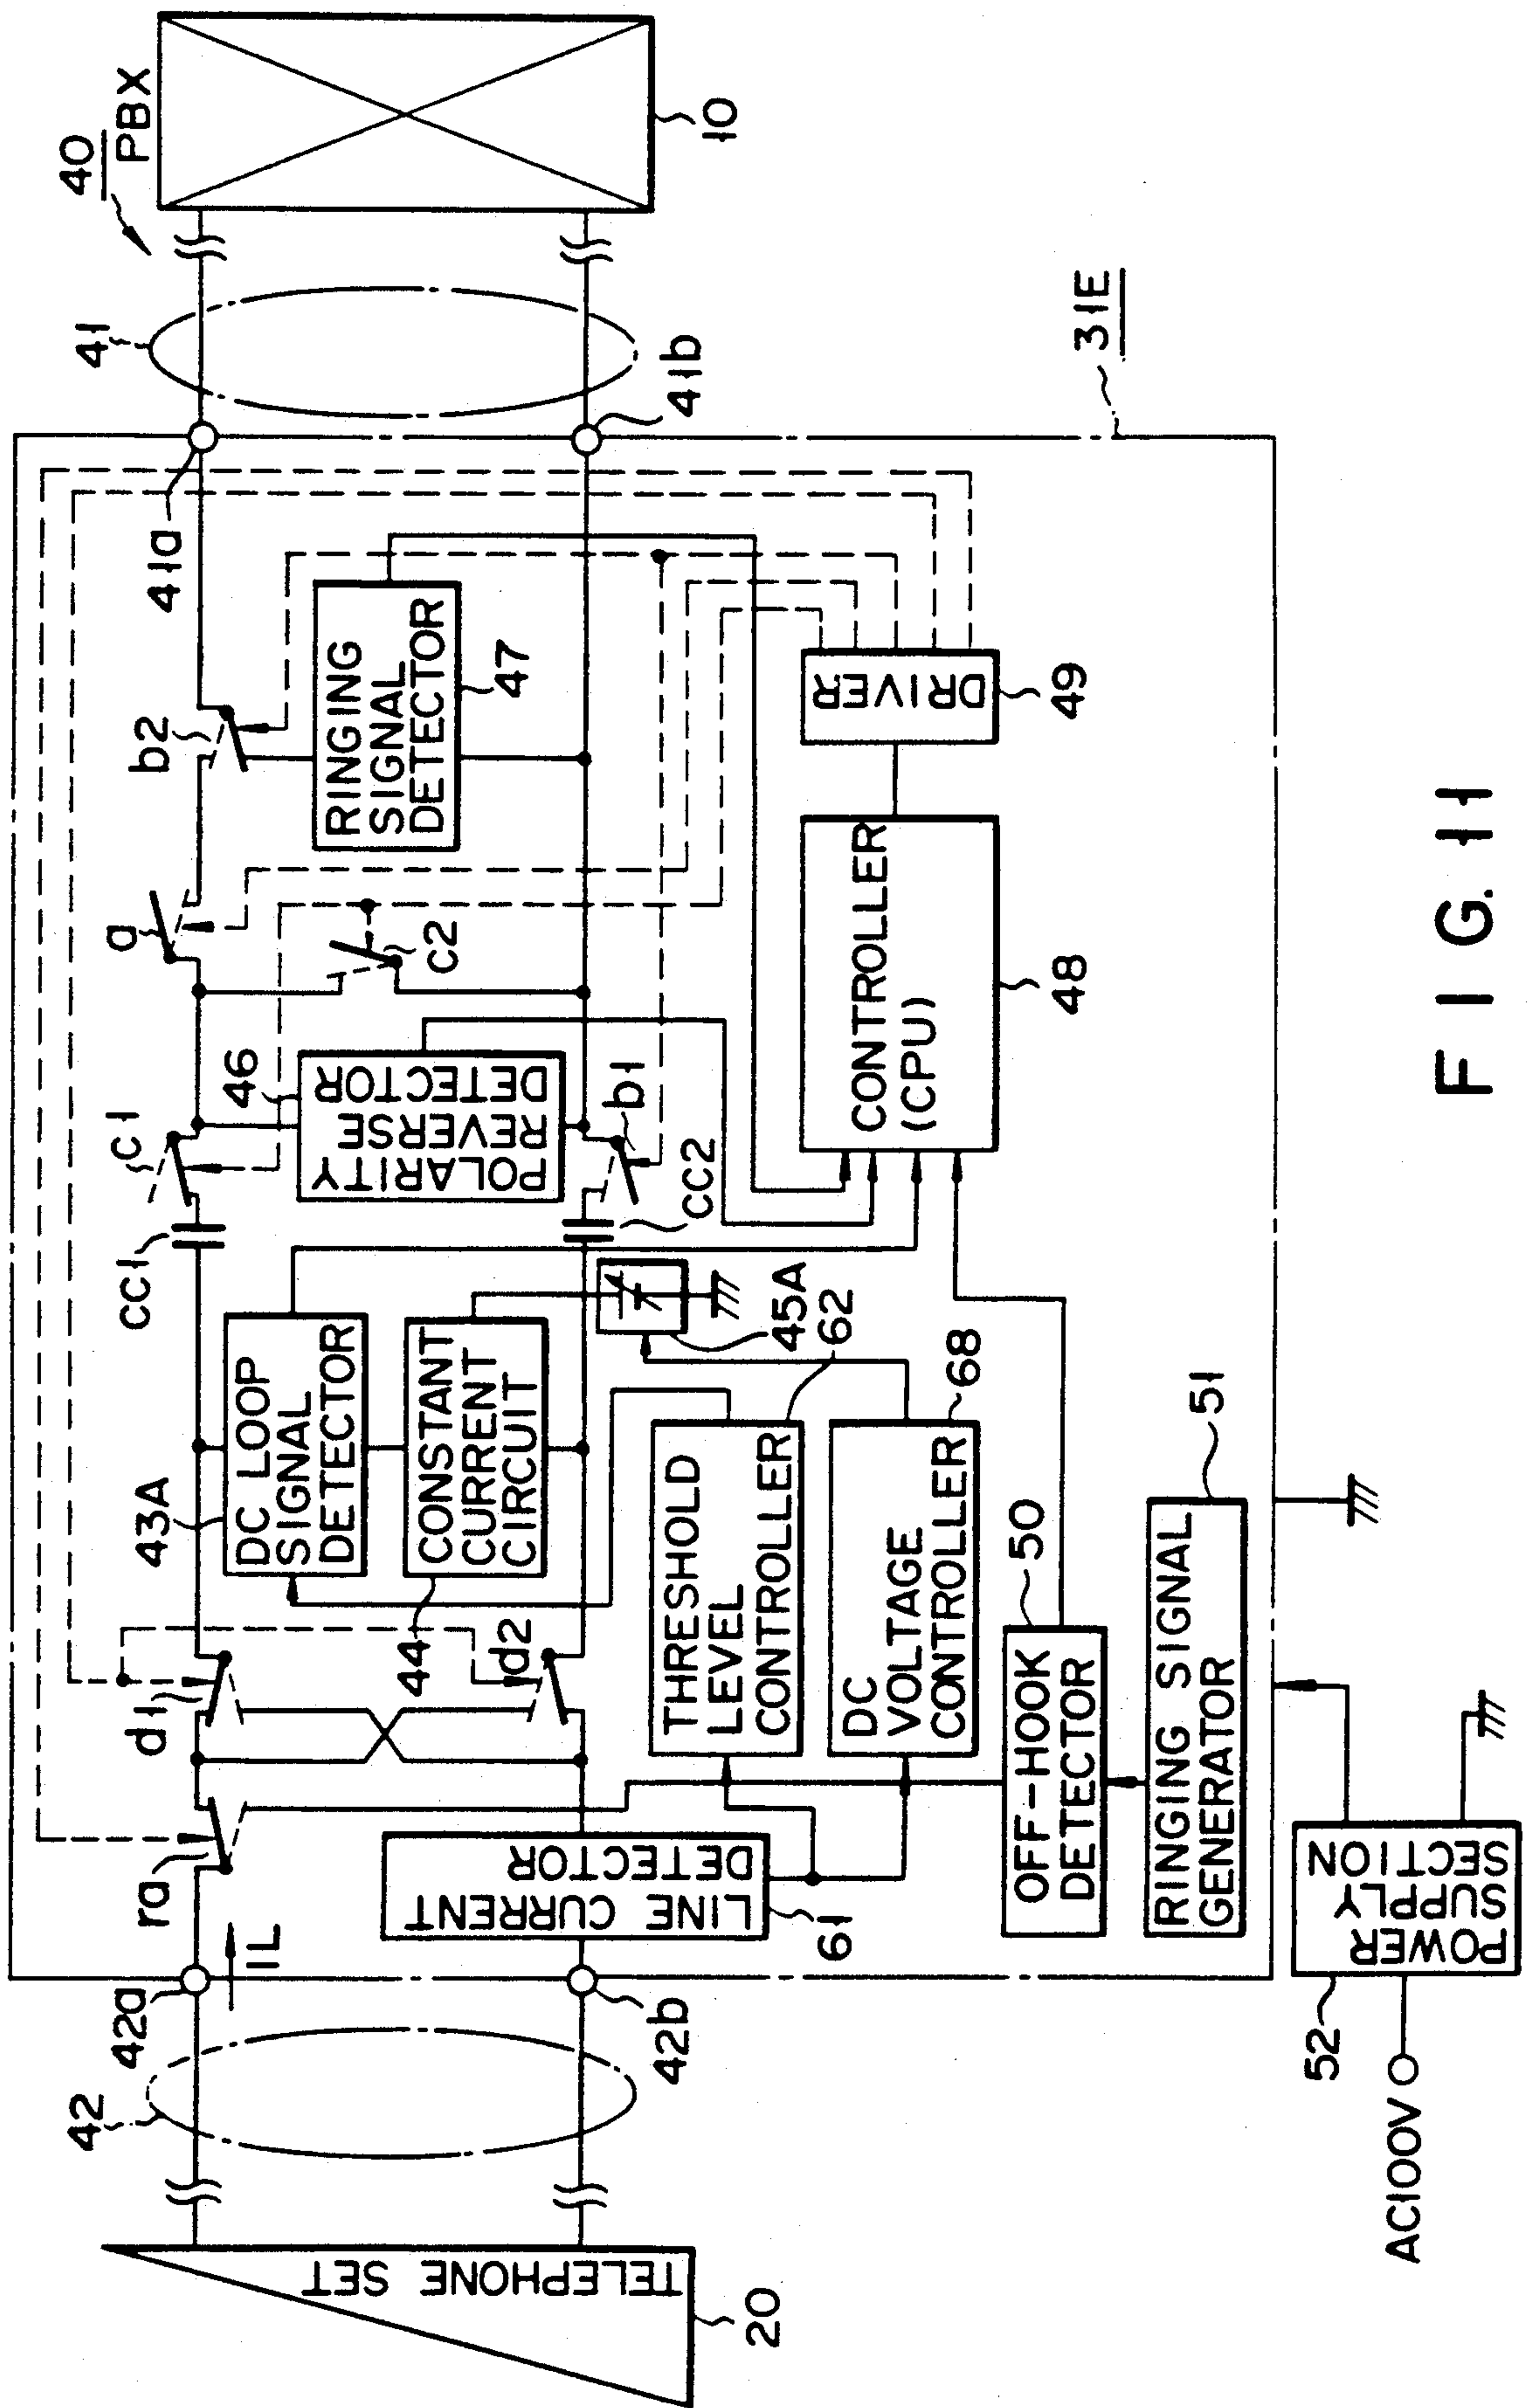 40
PBX
10
41
41a
41b
31E
b2
RINGING
SIGNAL
DETECTOR
47
a
c2
DRIVER
49
CONTROLLER
(CPU)
48
c1
46
POLARITY
REVERSE
DETECTOR
b1
CC1
CC2
43A
DC LOOP
SIGNAL
DETECTOR
CONSTANT
CURRENT
CIRCUIT
44
45A
62
THRESHOLD
LEVEL
CONTROLLER
68
DC
VOLTAGE
CONTROLLER
d1
d2
50
OFF-HOOK
DETECTOR
51
RINGING SIGNAL
GENERATOR
ra
LINE CURRENT
DETECTOR
61
IL
42a
42b
42
POWER
SUPPLY
SECTION
52
AC100V
TELEPHONE SET
20
FIG. 11